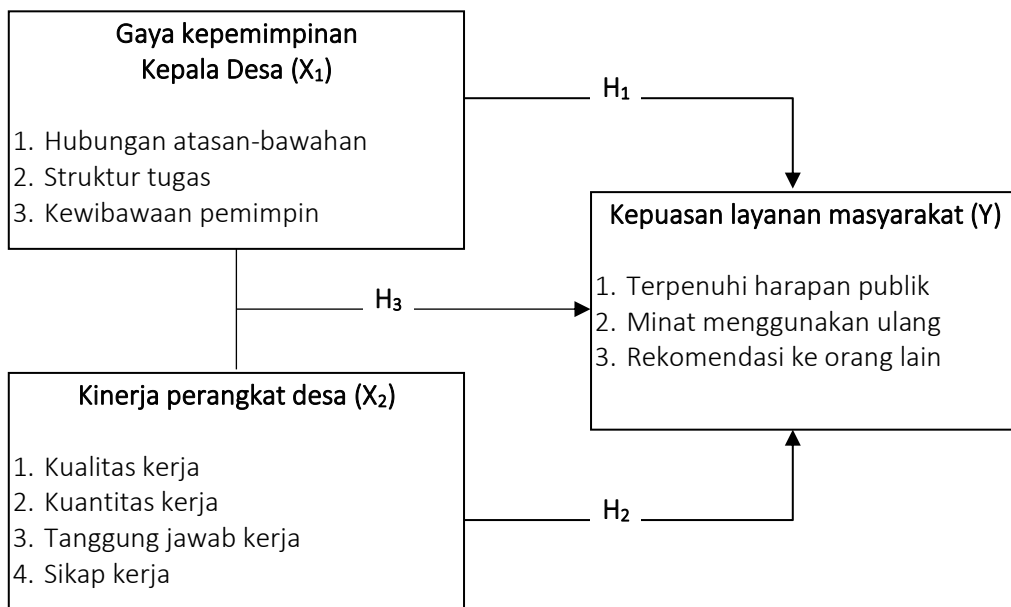 Gaya kepemimpinan
Kepala Desa (X₁)
1. Hubungan atasan-bawahan
2. Struktur tugas
3. Kewibawaan pemimpin
H₁
Kepuasan layanan masyarakat (Y)
1. Terpenuhi harapan publik
2. Minat menggunakan ulang
3. Rekomendasi ke orang lain
H₃
Kinerja perangkat desa (X₂)
1. Kualitas kerja
2. Kuantitas kerja
3. Tanggung jawab kerja
4. Sikap kerja
H₂